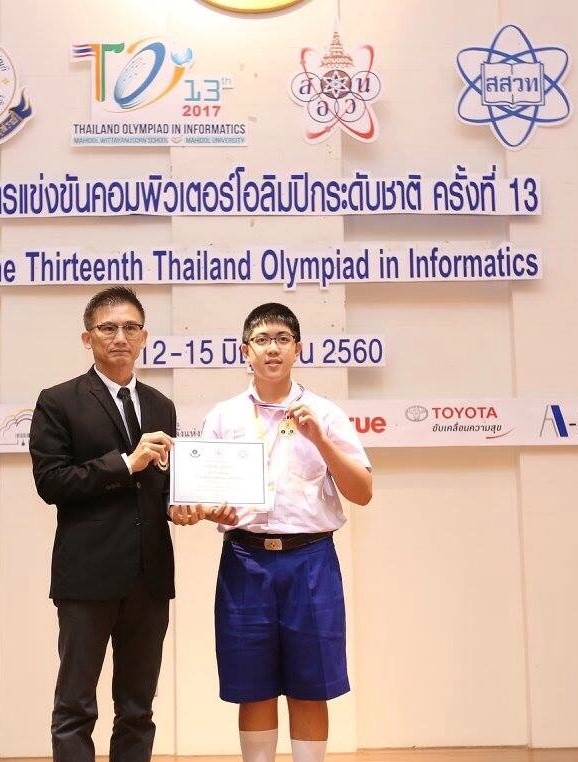 TOi 13th
2017
THAILAND OLYMPIAD IN INFORMATICS
MAHIDOL WITTAYANUSORN SCHOOL MAHIDOL UNIVERSITY
ส อ ว น
สสวท
รแข่งขันคอมพิวเตอร์โอลิมปิกระดับชาติ ครั้งที่ 13
he Thirteenth Thailand Olympiad in Informatics
12-15 มิ น 2560
rue
TOYOTA
ขับเคลื่อนความสุข
A-